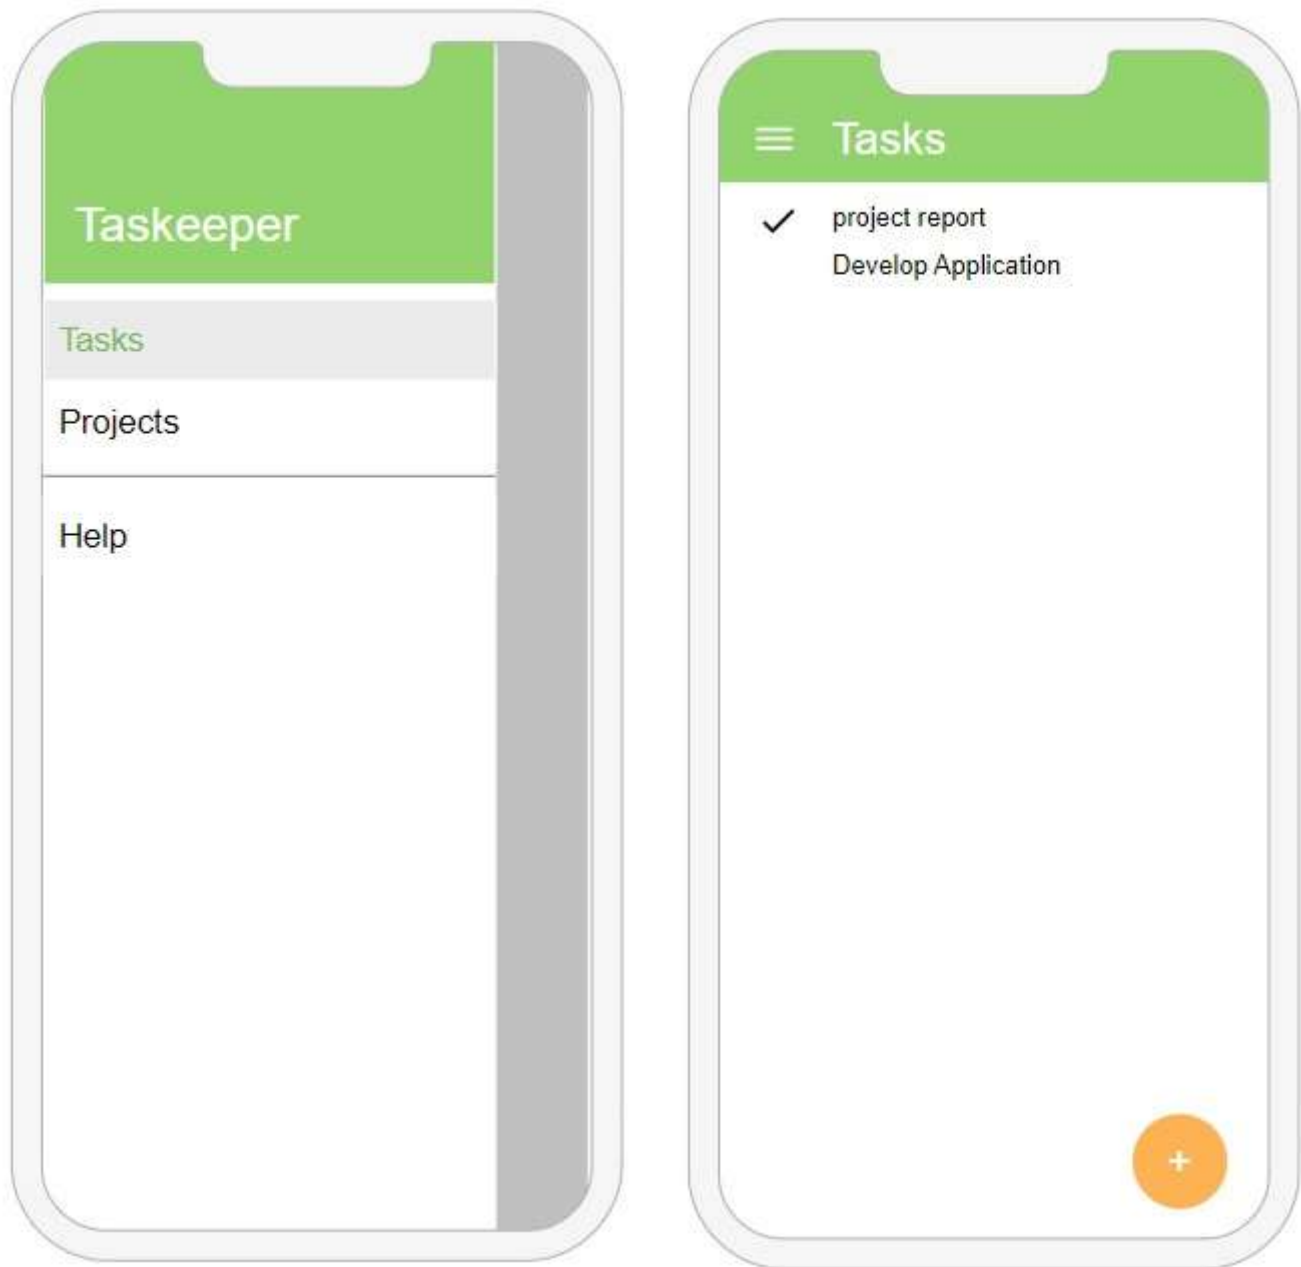 Taskeeper
Tasks
Projects
Help
Tasks
project report
Develop Application
+